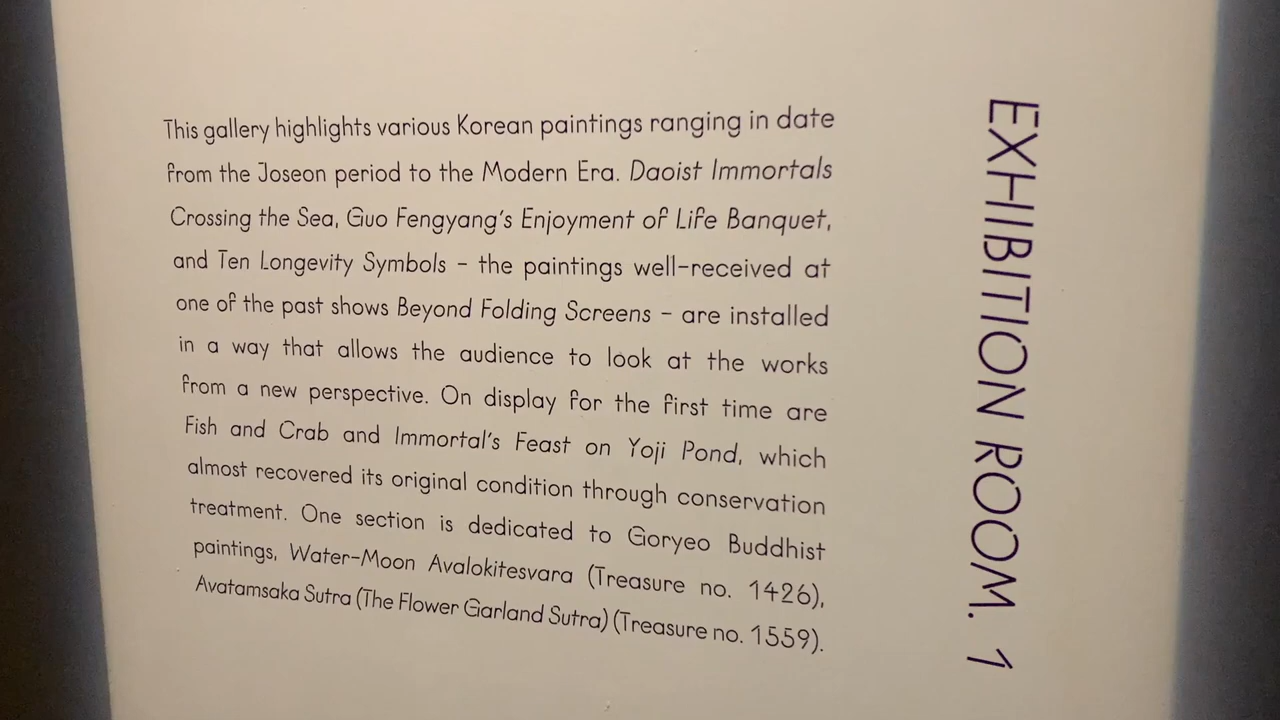 This gallery highlights various Korean paintings ranging in date
from the Joseon period to the Modern Era. Daoist Immortals
Crossing the Sea, Guo Fengyang's Enjoyment of Life Banquet,
and Ten Longevity Symbols – the paintings well-received at
one of the past shows Beyond Folding Screens – are installed
in a way that allows the audience to look at the works
from a new perspective. On display for the first time are
Fish and Crab and Immortal's Feast on Yoji Pond, which
almost recovered its original condition through conservation
treatment. One section is dedicated to Goryeo Buddhist
paintings, Water-Moon Avalokitesvara (Treasure no. 1426),
Avatamsaka Sutra (The Flower Garland Sutra) (Treasure no. 1559).
EXHIBITION ROOM. 1